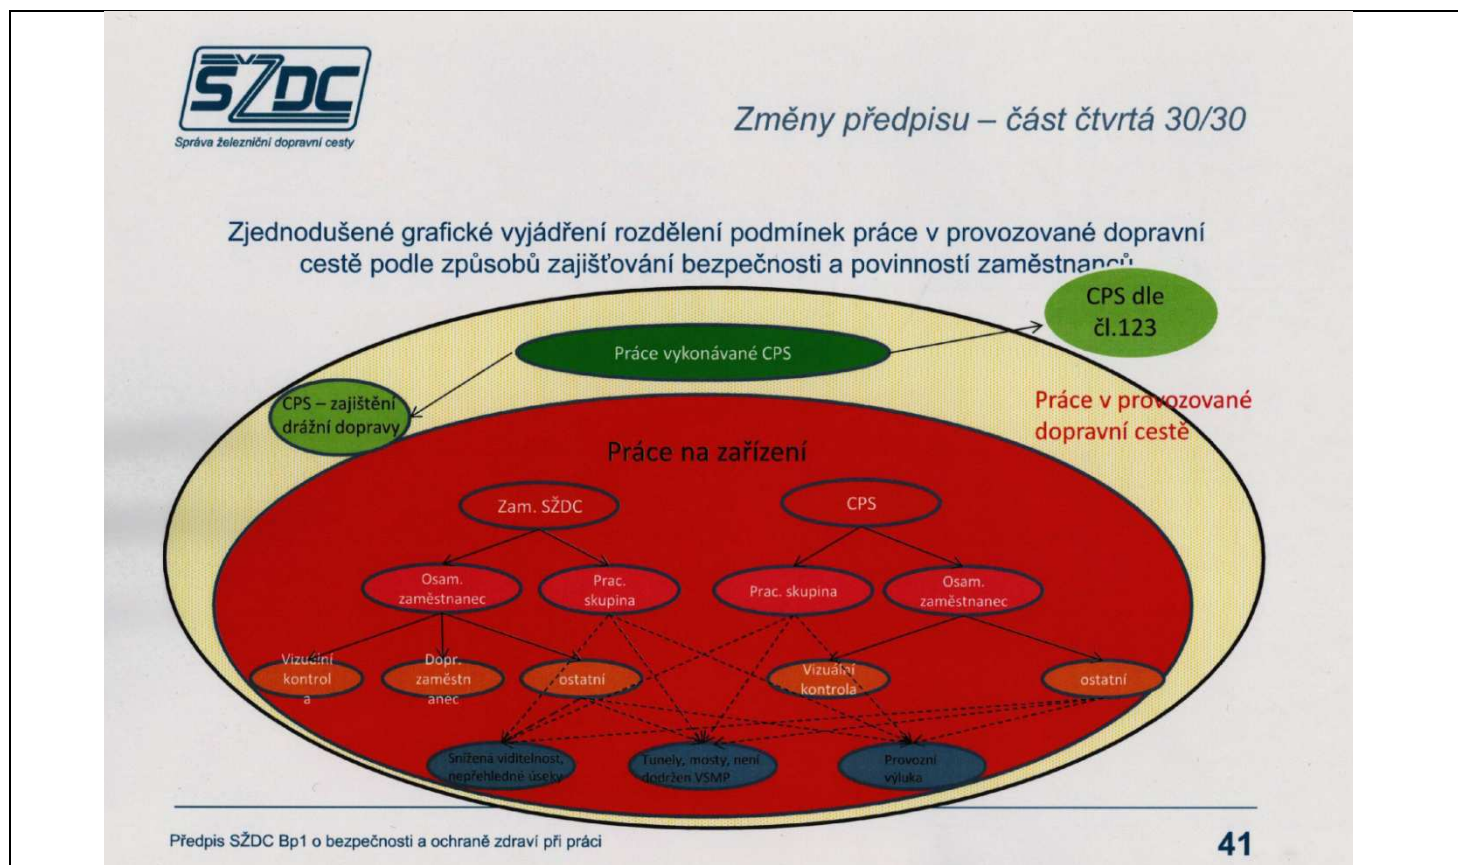 SŽDC
Správa železniční dopravní cesty
Změny předpisu – část čtvrtá 30/30
Zjednodušené grafické vyjádření rozdělení podmínek práce v provozované dopravní
cestě podle způsobů zajišťování bezpečnosti a povinností zaměstnanců
CPS dle
čl.123
Práce vykonávané CPS
CPS – zajištění
drážní dopravy
Práce v provozované
dopravní cestě
Práce na zařízení
Zam. SŽDC
CPS
Osam.
zaměstnanec
Prac.
skupina
Prac. skupina
Osam.
zaměstnanec
Vizuální
kontrol
a
Dopr.
zaměstn
anec
ostatní
Vizuální
kontrola
ostatní
Snížená viditelnost,
nepřehledné úseky
Tunely, mosty, není
dodržen VSMP
Provozní
výluka
Předpis SŽDC Bp1 o bezpečnosti a ochraně zdraví při práci
41